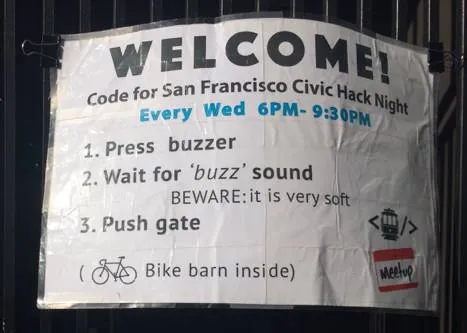 WELCOME!
Code for San Francisco Civic Hack Night
Every Wed 6PM- 9:30PM
1. Press buzzer
2. Wait for 'buzz' sound
BEWARE: it is very soft
3. Push gate
< />
( Bike barn inside)
meetup